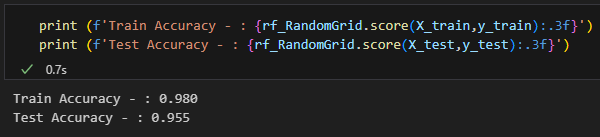 print (f'Train Accuracy - : {rf_RandomGrid.score(X_train,y_train):.3f}')
print (f'Test Accuracy - : {rf_RandomGrid.score(X_test,y_test):.3f}')
0.7s
Train Accuracy - : 0.980
Test Accuracy - : 0.955